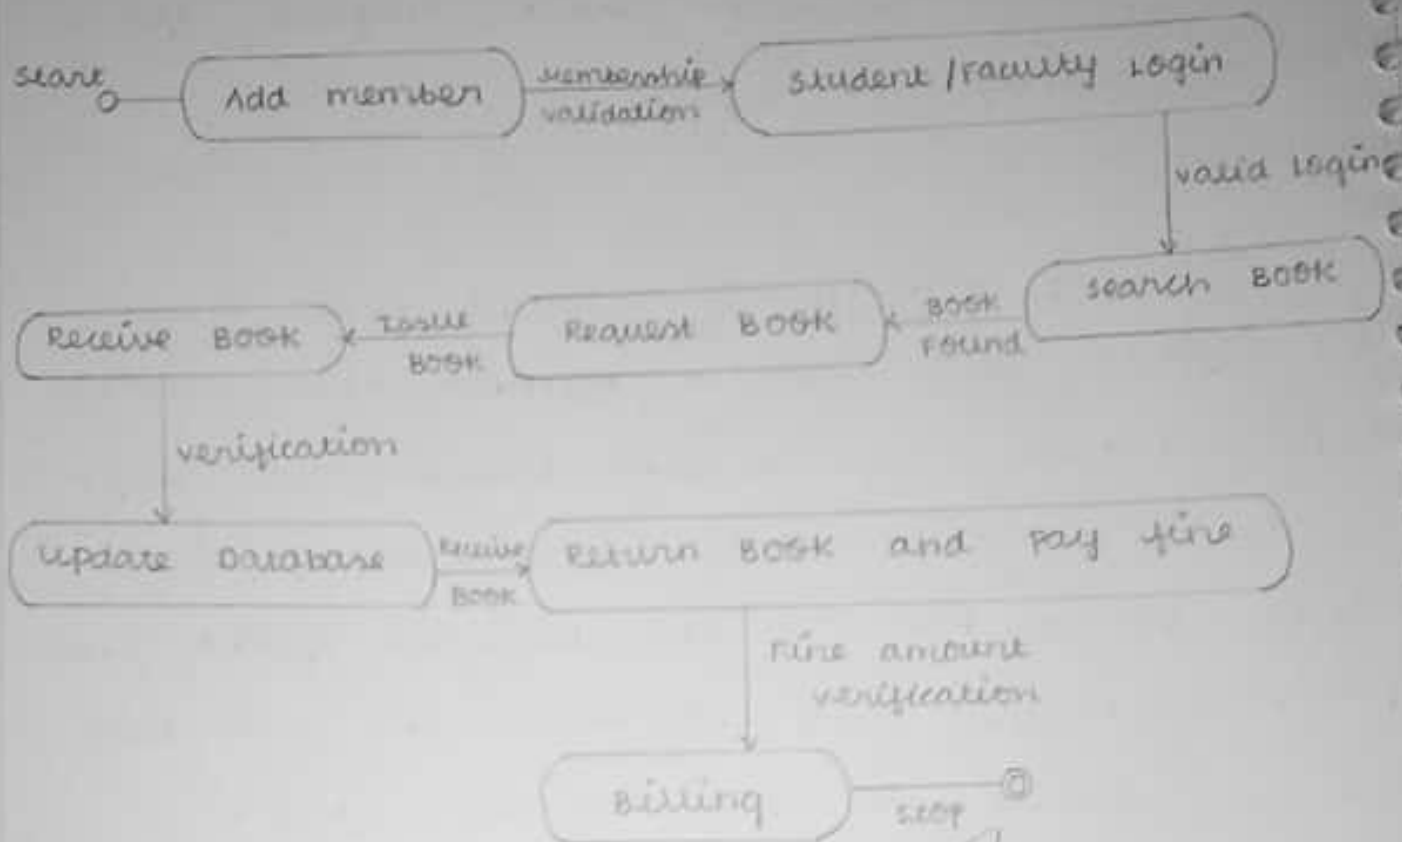 start
Add member
Membership
validation
Student / Faculty Login
valid login
Search BOOK
BOOK
Found
Request BOOK
Issue
BOOK
Receive BOOK
verification
Update Database
Receive
BOOK
Return BOOK and pay fine
Fine amount
verification
Billing
stop